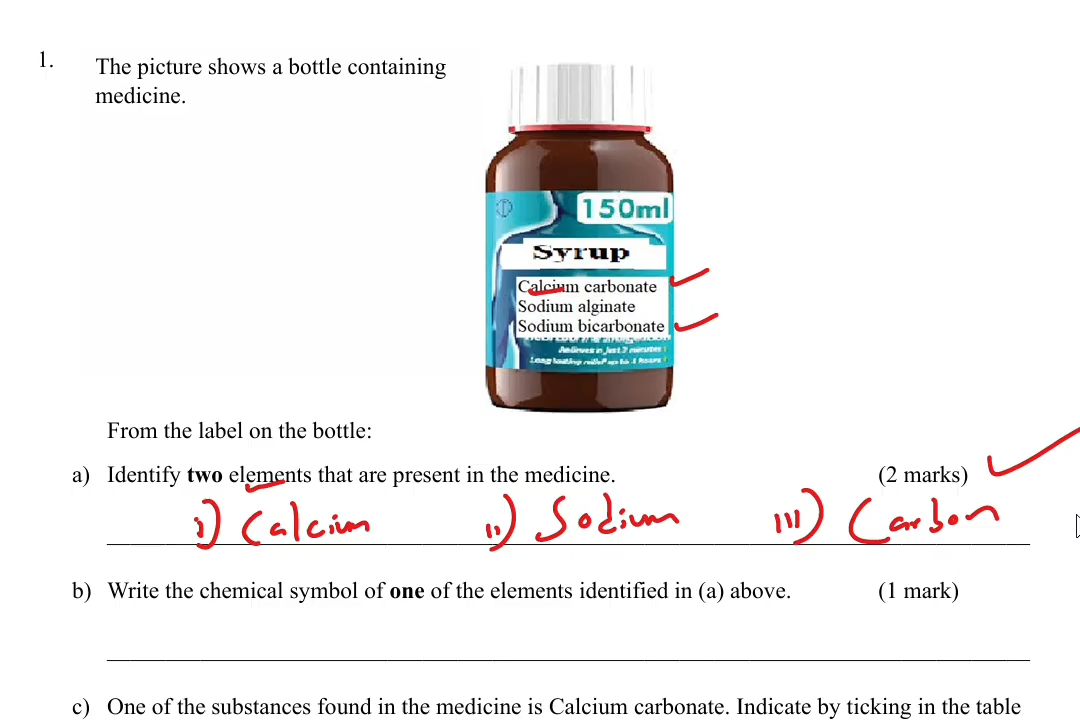 1. The picture shows a bottle containing
medicine.
150ml
Syrup
Calcium carbonate
Sodium alginate
Sodium bicarbonate
From the label on the bottle:
a) Identify two elements that are present in the medicine. (2 marks)
i) Calcium ii) Sodium iii) Carbon
b) Write the chemical symbol of one of the elements identified in (a) above. (1 mark)
c) One of the substances found in the medicine is Calcium carbonate. Indicate by ticking in the table